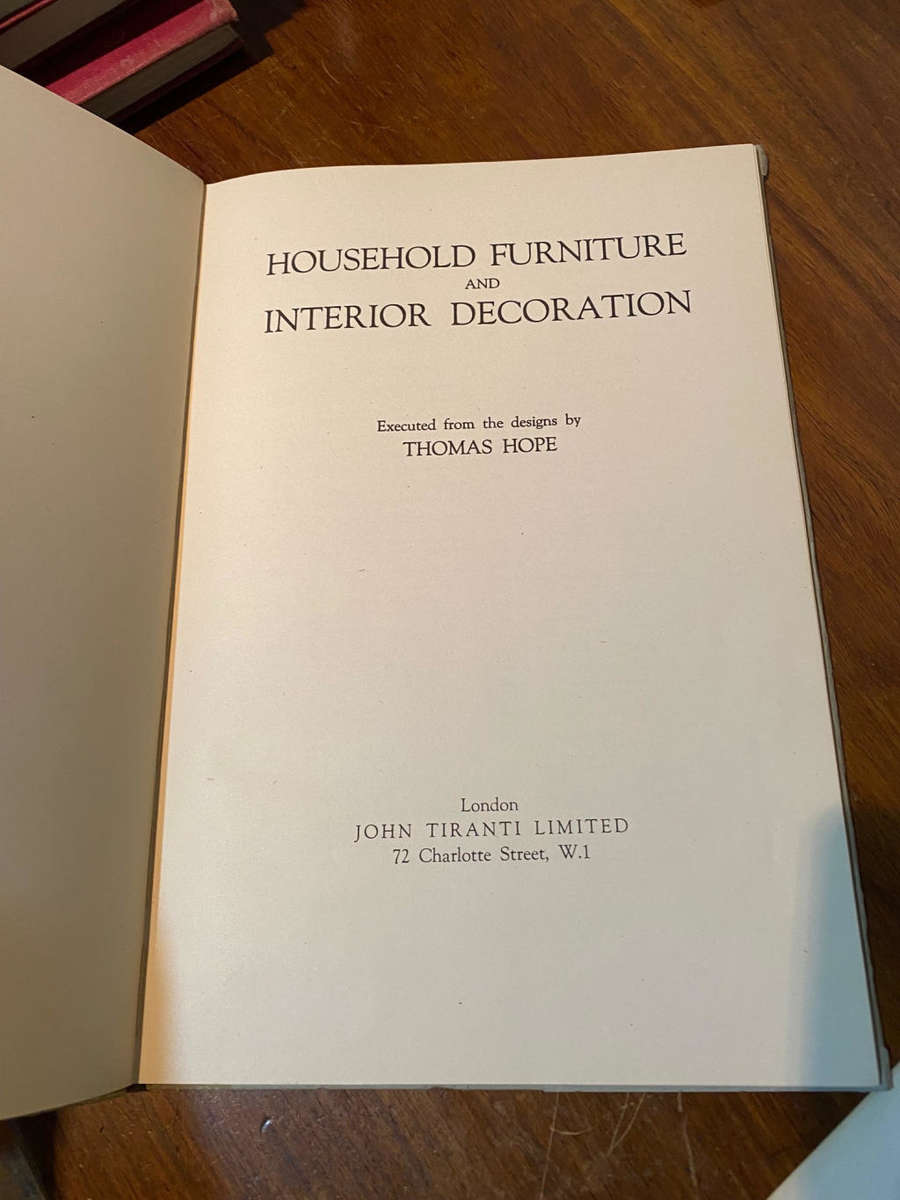 HOUSEHOLD FURNITURE
AND
INTERIOR DECORATION
Executed from the designs by
THOMAS HOPE
London
JOHN TIRANTI LIMITED
72 Charlotte Street, W.1